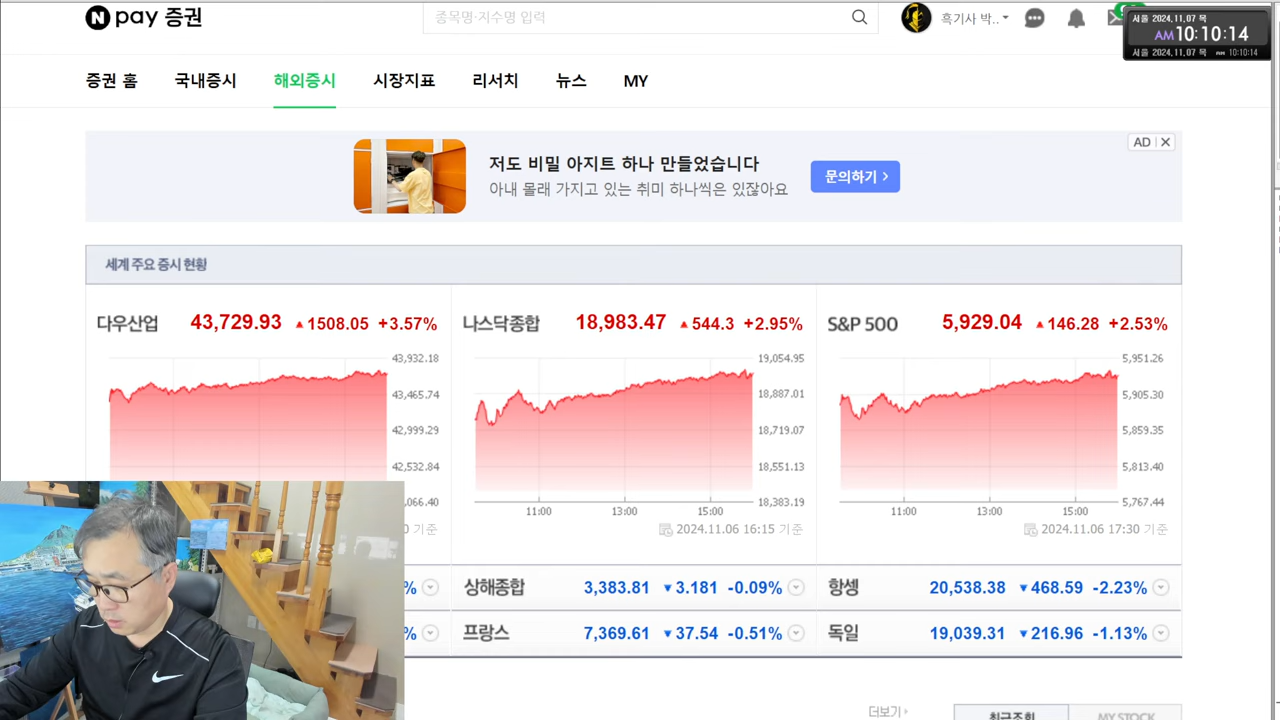 N pay 증권
종목명·지수명 입력
흑기사 박..
서울 2024.11.07 목
AM 10:10:14
서울 2024.11.07 목 AM 10:10:14
증권 홈 국내증시 해외증시 시장지표 리서치 뉴스 MY
AD
저도 비밀 아지트 하나 만들었습니다
아내 몰래 가지고 있는 취미 하나씩은 있잖아요
문의하기
세계 주요 증시 현황
다우산업 43,729.93 ▲1508.05 +3.57%
43,932.18
43,465.74
42,999.29
42,532.84
066.40
기준
나스닥종합 18,983.47 ▲544.3 +2.95%
19,054.95
18,887.01
18,719.07
18,551.13
18,383.19
11:00 13:00 15:00
2024.11.06 16:15 기준
S&P 500 5,929.04 ▲146.28 +2.53%
5,951.26
5,905.30
5,859.35
5,813.40
5,767.44
11:00 13:00 15:00
2024.11.06 17:30 기준
% 상해종합 3,383.81 ▼3.181 -0.09% 항셍 20,538.38 ▼468.59 -2.23%
% 프랑스 7,369.61 ▼37.54 -0.51% 독일 19,039.31 ▼216.96 -1.13%
더보기
최근조회 MY STOCK